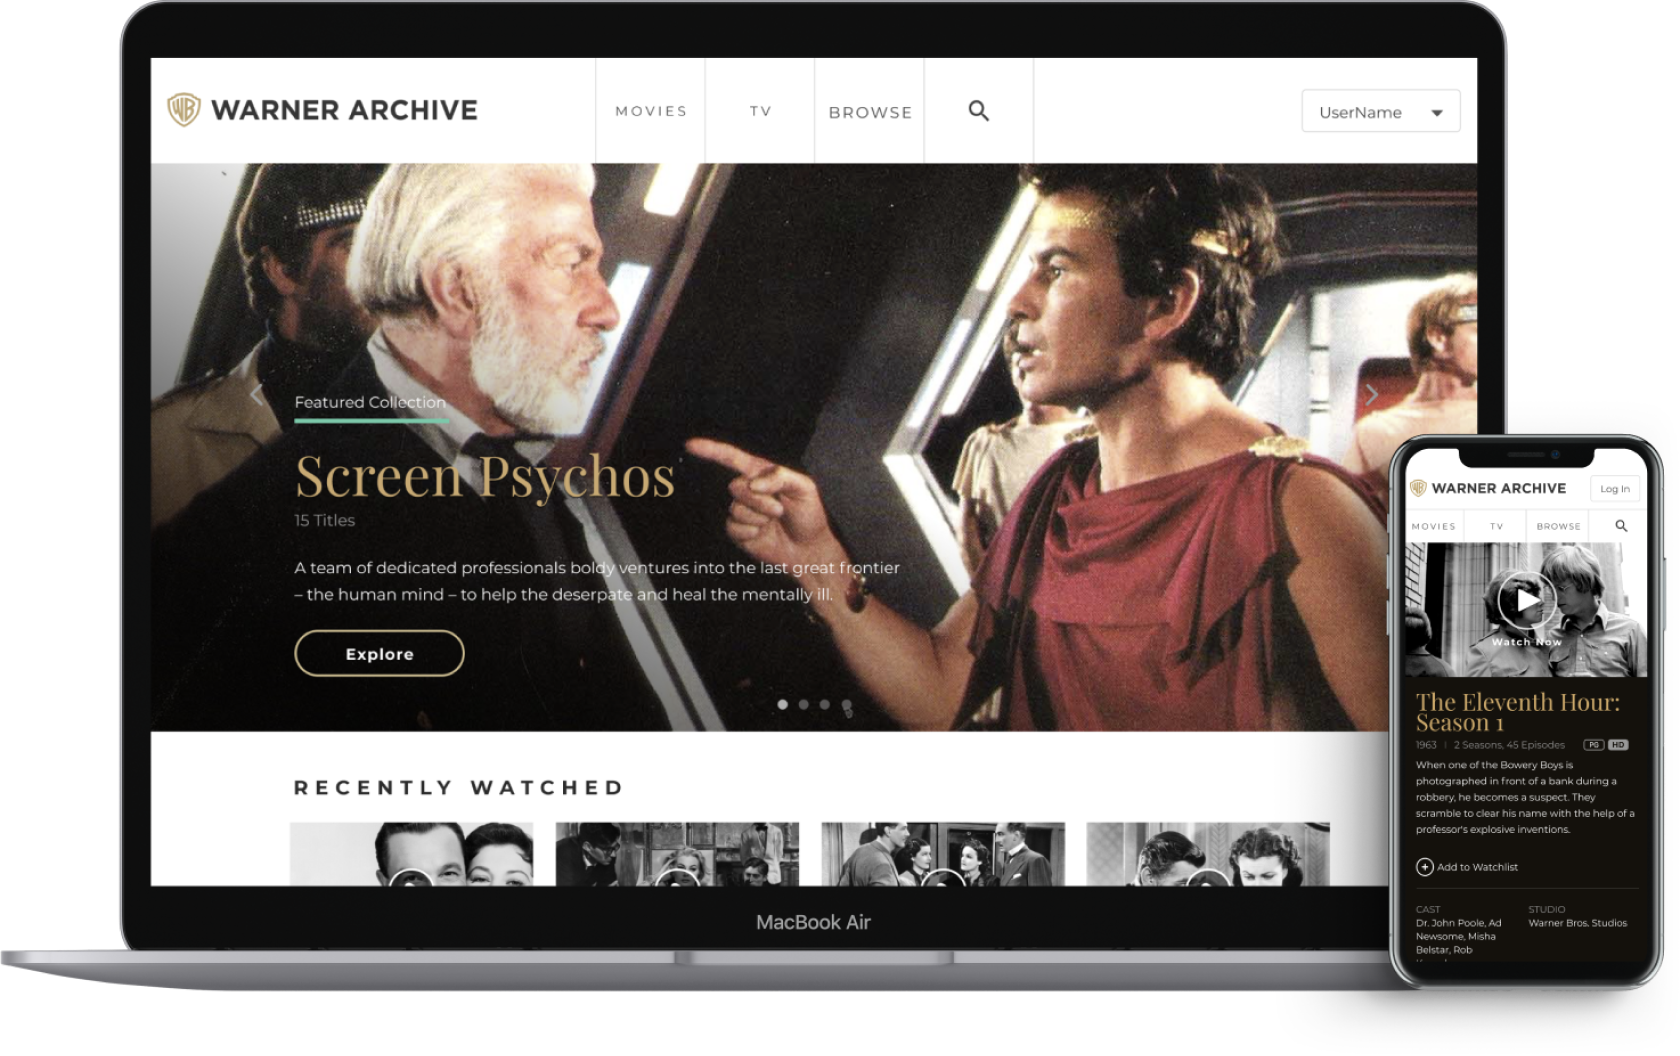 WARNER ARCHIVE
MOVIES
TV
BROWSE
UserName
Featured Collection
Screen Psychos
15 Titles
A team of dedicated professionals boldy ventures into the last great frontier
– the human mind – to help the deserpate and heal the mentally ill.
Explore
RECENTLY WATCHED
MacBook Air
WARNER ARCHIVE
Log In
MOVIES
TV
BROWSE
Watch Now
The Eleventh Hour:
Season 1
1963 | 2 Seasons, 45 Episodes PG HD
When one of the Bowery Boys is
photographed in front of a bank during a
robbery, he becomes a suspect. They
scramble to clear his name with the help of a
professor's explosive inventions.
Add to Watchlist
CAST
Dr. John Poole, Ad
Newsome, Misha
Belstar, Rob
STUDIO
Warner Bros. Studios